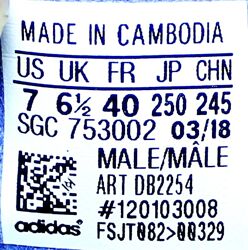 MADE IN CAMBODIA
US UK FR JP CHN
7 6½ 40 250 245
SGC 753002 03/18
MALE/MÂLE
ART DB2254
#120103008
adidas FSJT082>00329